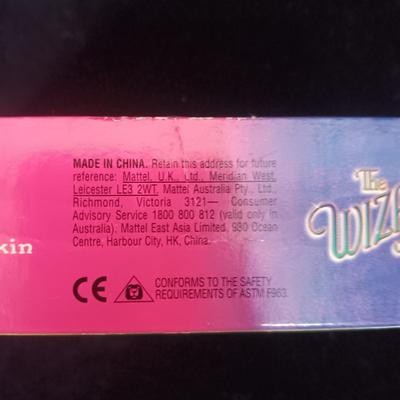 MADE IN CHINA. Retain this address for future
reference: Mattel, U.K., Ltd., Meridian West,
Leicester LE3 2WT, Mattel Australia Pty., Ltd.,
Richmond, Victoria 3121— Consumer
Advisory Service 1800 800 812 (valid only in
Australia). Mattel East Asia Limited, 930 Ocean
Centre, Harbour City, HK, China.
kin
The
WIZ
CE
CONFORMS TO THE SAFETY
REQUIREMENTS OF ASTM F963.